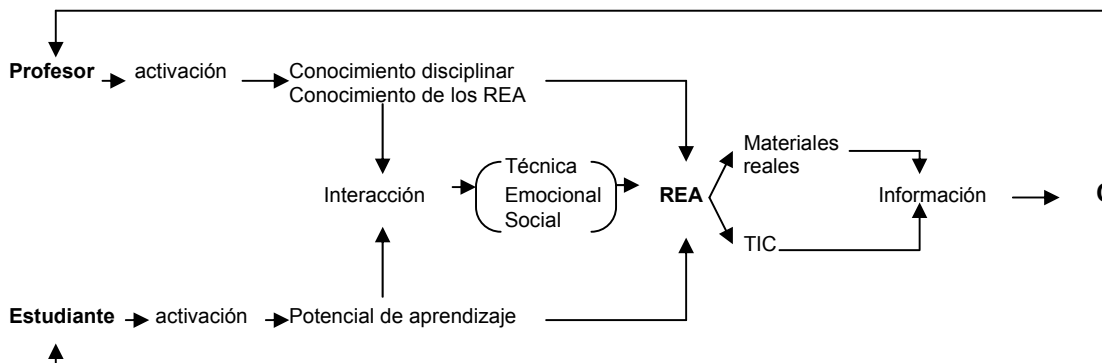 Profesor activación Conocimiento disciplinar
Conocimiento de los REA
Materiales
reales
Técnica
Interacción Emocional REA Información
Social
TIC
Estudiante activación Potencial de aprendizaje